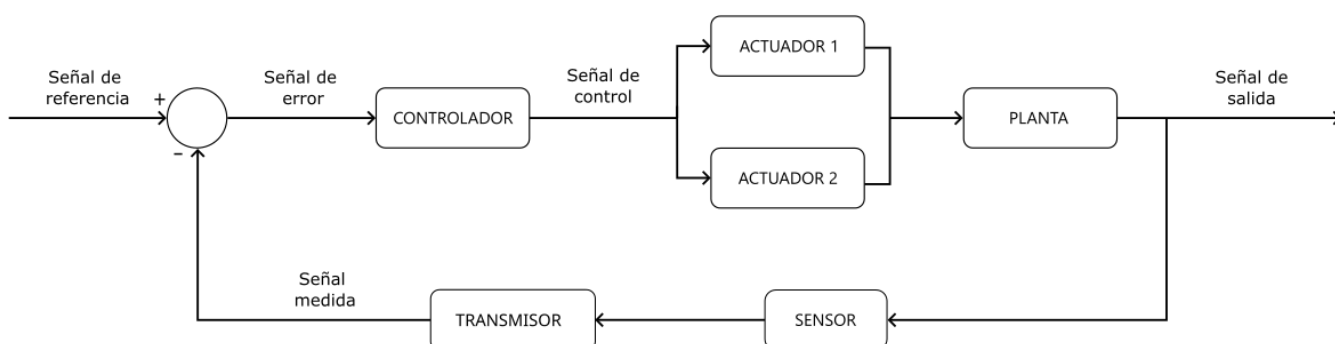 ACTUADOR 1
Señal de
referencia
+
Señal de
error
CONTROLADOR
Señal de
control
PLANTA
Señal de
salida
−
ACTUADOR 2
Señal
medida
TRANSMISOR
SENSOR